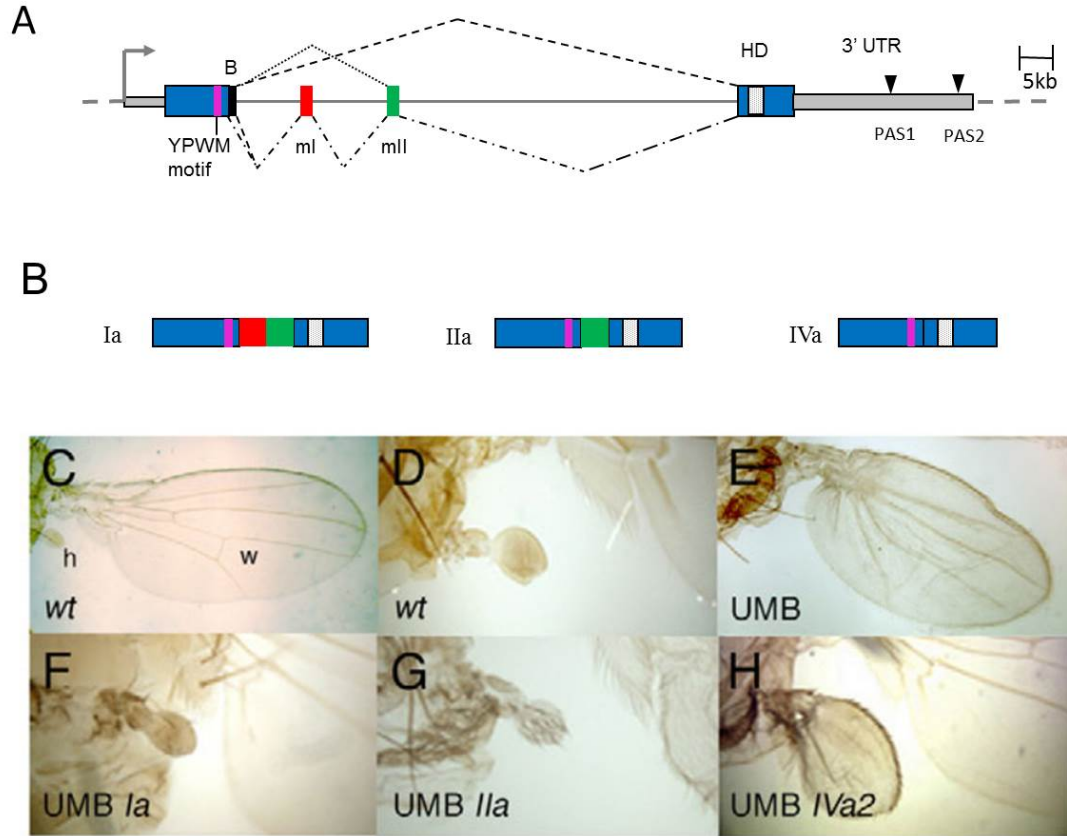 A
B
HD
3' UTR
5kb
YPWM
motif
mI
mII
PAS1
PAS2
B
Ia
IIa
IVa
C
h
w
wt
D
wt
E
UMB
F
UMB Ia
G
UMB IIa
H
UMB IVa2